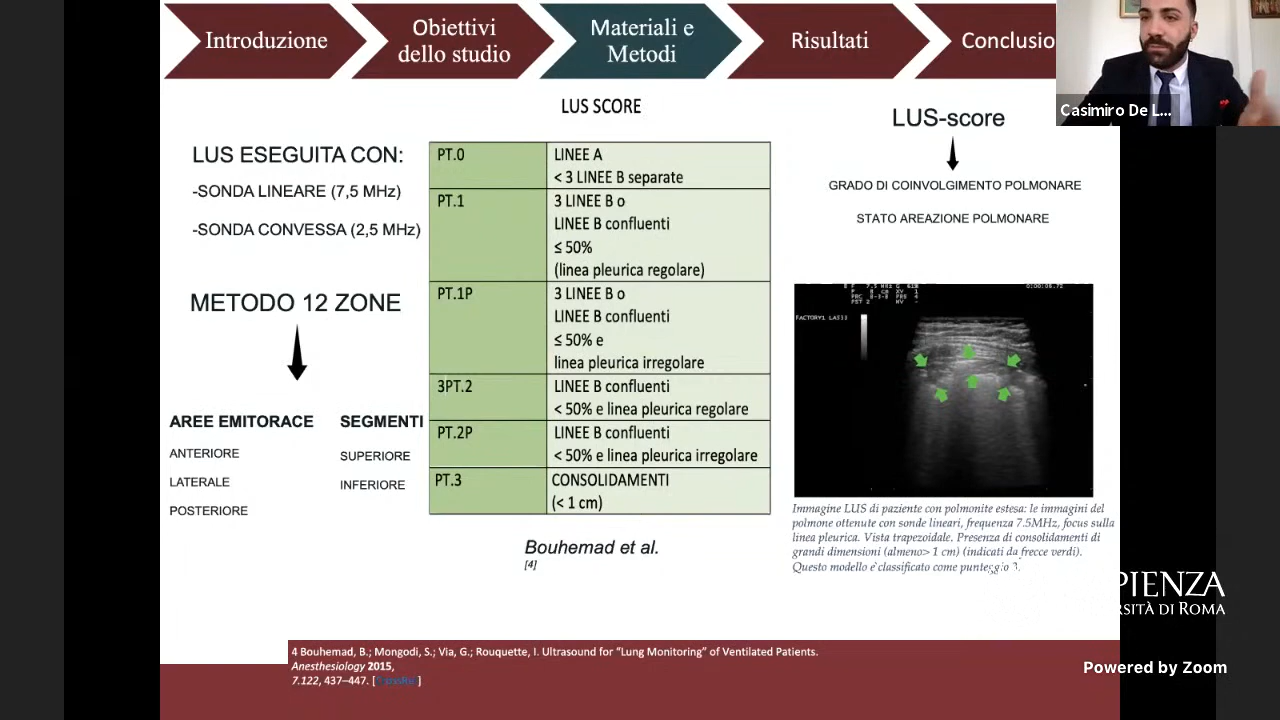 Introduzione
Obiettivi
dello studio
Materiali e
Metodi
Risultati
Conclusio
Casimiro De L...
LUS ESEGUITA CON:
-SONDA LINEARE (7,5 MHz)
-SONDA CONVESSA (2,5 MHz)
METODO 12 ZONE
AREE EMITORACE
ANTERIORE
LATERALE
POSTERIORE
SEGMENTI
SUPERIORE
INFERIORE
LUS SCORE
PT.0
LINEE A
< 3 LINEE B separate
PT.1
3 LINEE B o
LINEE B confluenti
≤ 50%
(linea pleurica regolare)
PT.1P
3 LINEE B o
LINEE B confluenti
≤ 50% e
linea pleurica irregolare
3PT.2
LINEE B confluenti
< 50% e linea pleurica regolare
PT.2P
LINEE B confluenti
< 50% e linea pleurica irregolare
PT.3
CONSOLIDAMENTI
(< 1 cm)
Bouhemad et al.
[4]
LUS-score
GRADO DI COINVOLGIMENTO POLMONARE
STATO AREAZIONE POLMONARE
FACTORY1 LA533
Immagine LUS di paziente con polmonite estesa: le immagini del
polmone ottenute con sonde lineari, frequenza 7.5MHz, focus sulla
linea pleurica. Vista trapezoidale. Presenza di consolidamenti di
grandi dimensioni (almeno> 1 cm) (indicati da frecce verdi).
Questo modello e' classificato come punteggio 3.
PIENZA
RSITÀ DI ROMA
4 Bouhemad, B.; Mongodi, S.; Via, G.; Rouquette, I. Ultrasound for “Lung Monitoring” of Ventilated Patients.
Anesthesiology 2015,
7.122, 437–447. [ ]
Powered by Zoom